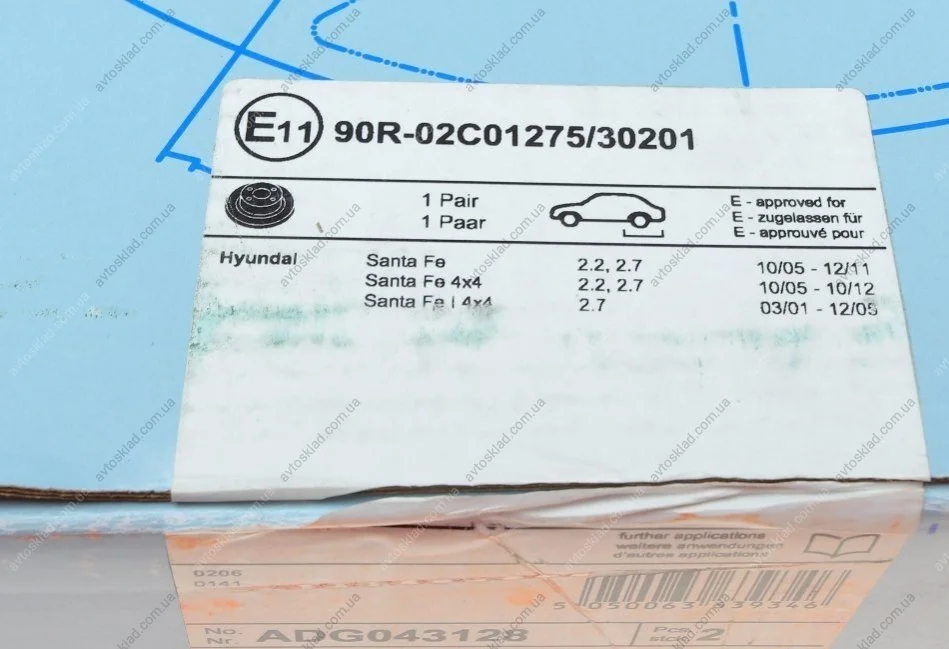 E11 90R-02C01275/30201
1 Pair
1 Paar
E - approved for
E - zugelassen für
E - approuvé pour
Hyundai Santa Fe 2.2, 2.7 10/05 - 12/11
Santa Fe 4x4 2.2, 2.7 10/05 - 10/12
Santa Fe I 4x4 2.7 03/01 - 12/05
further applications
weitere anwendungen
d'autres applications
0206
0141
5 050063 939346
No. ADG043128 Pcs 2
Nr. stck
avtosklad.com.ua